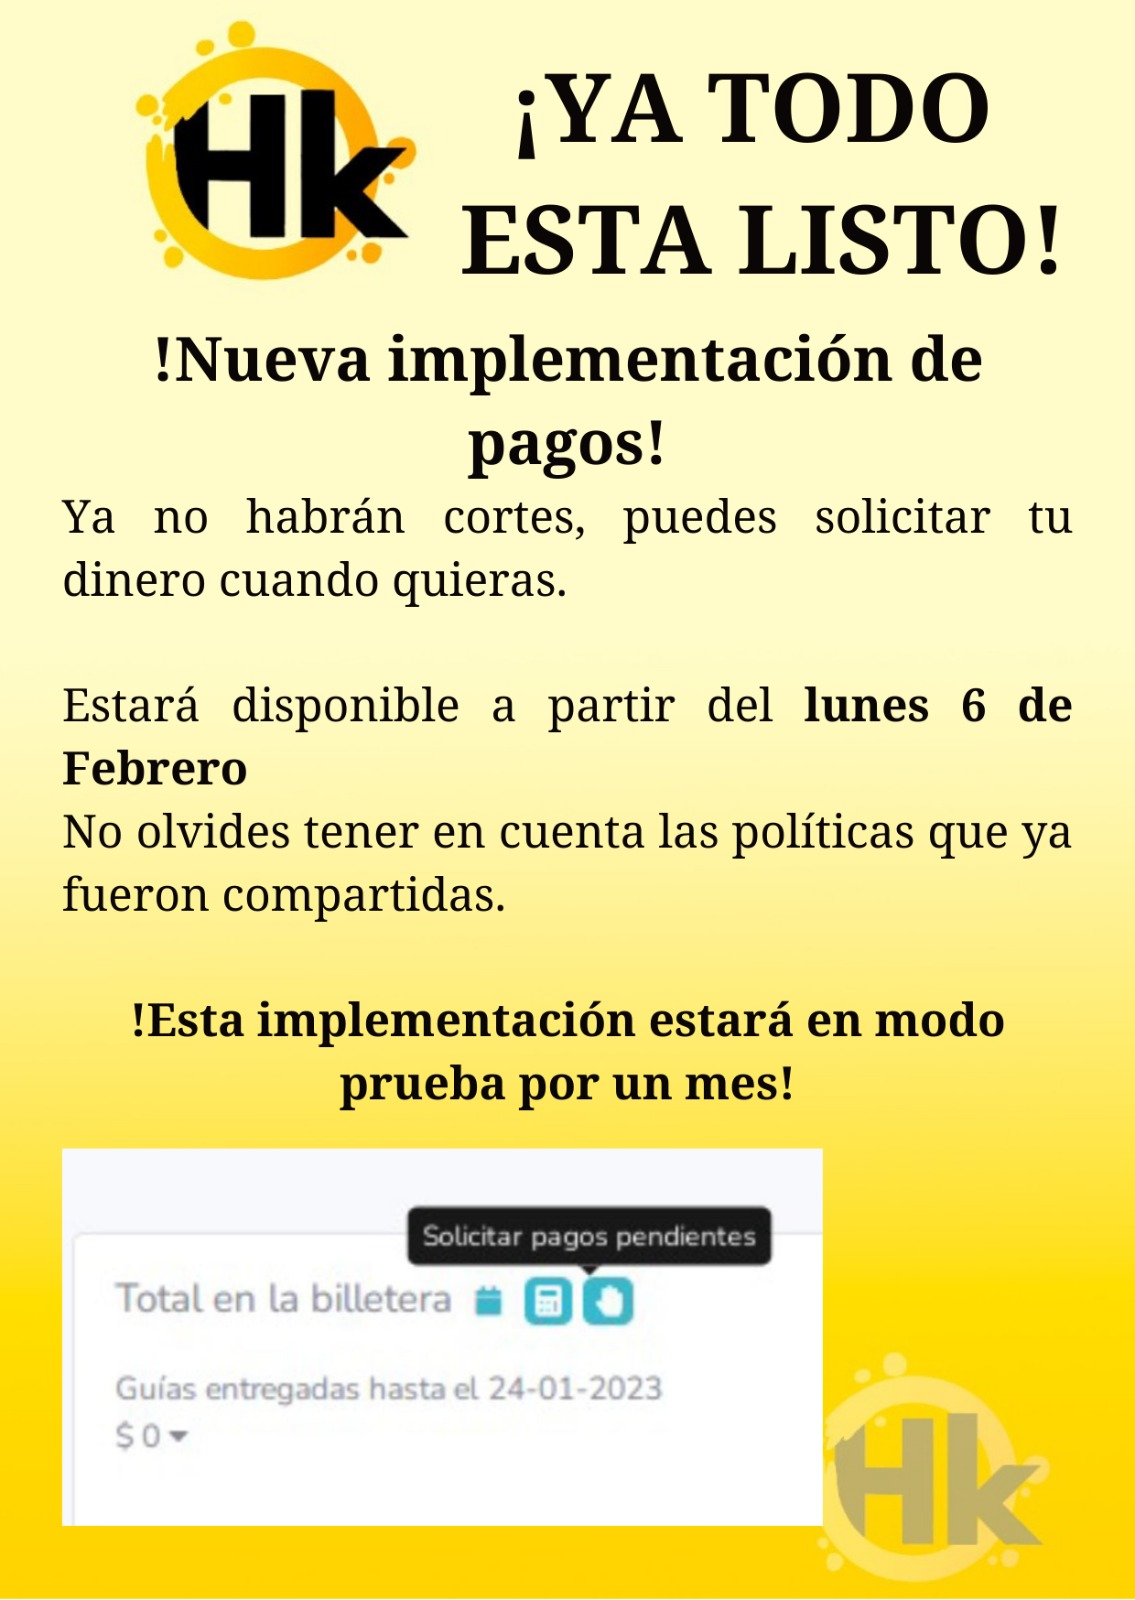 Hk
¡YA TODO
ESTA LISTO!
!Nueva implementación de
pagos!
Ya no habrán cortes, puedes solicitar tu
dinero cuando quieras.
Estará disponible a partir del lunes 6 de
Febrero
No olvides tener en cuenta las políticas que ya
fueron compartidas.
!Esta implementación estará en modo
prueba por un mes!
Solicitar pagos pendientes
Total en la billetera
Guías entregadas hasta el 24-01-2023
$ 0
Hk